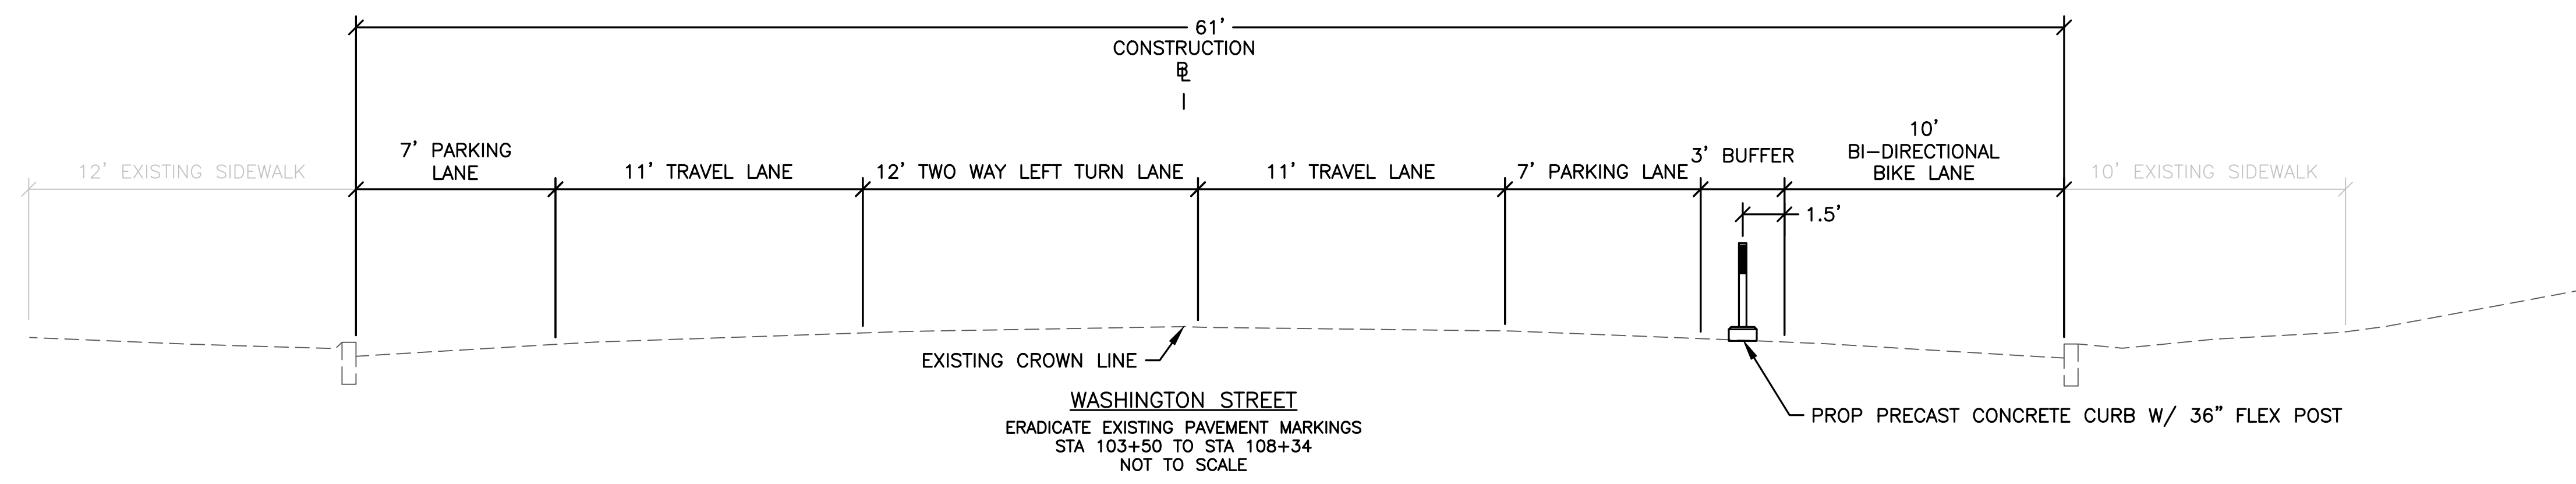 61'
CONSTRUCTION
BL
12' EXISTING SIDEWALK
7' PARKING
LANE
11' TRAVEL LANE
12' TWO WAY LEFT TURN LANE
11' TRAVEL LANE
7' PARKING LANE
3' BUFFER
10'
BI-DIRECTIONAL
BIKE LANE
10' EXISTING SIDEWALK
1.5'
EXISTING CROWN LINE
PROP PRECAST CONCRETE CURB W/ 36" FLEX POST
WASHINGTON STREET
ERADICATE EXISTING PAVEMENT MARKINGS
STA 103+50 TO STA 108+34
NOT TO SCALE